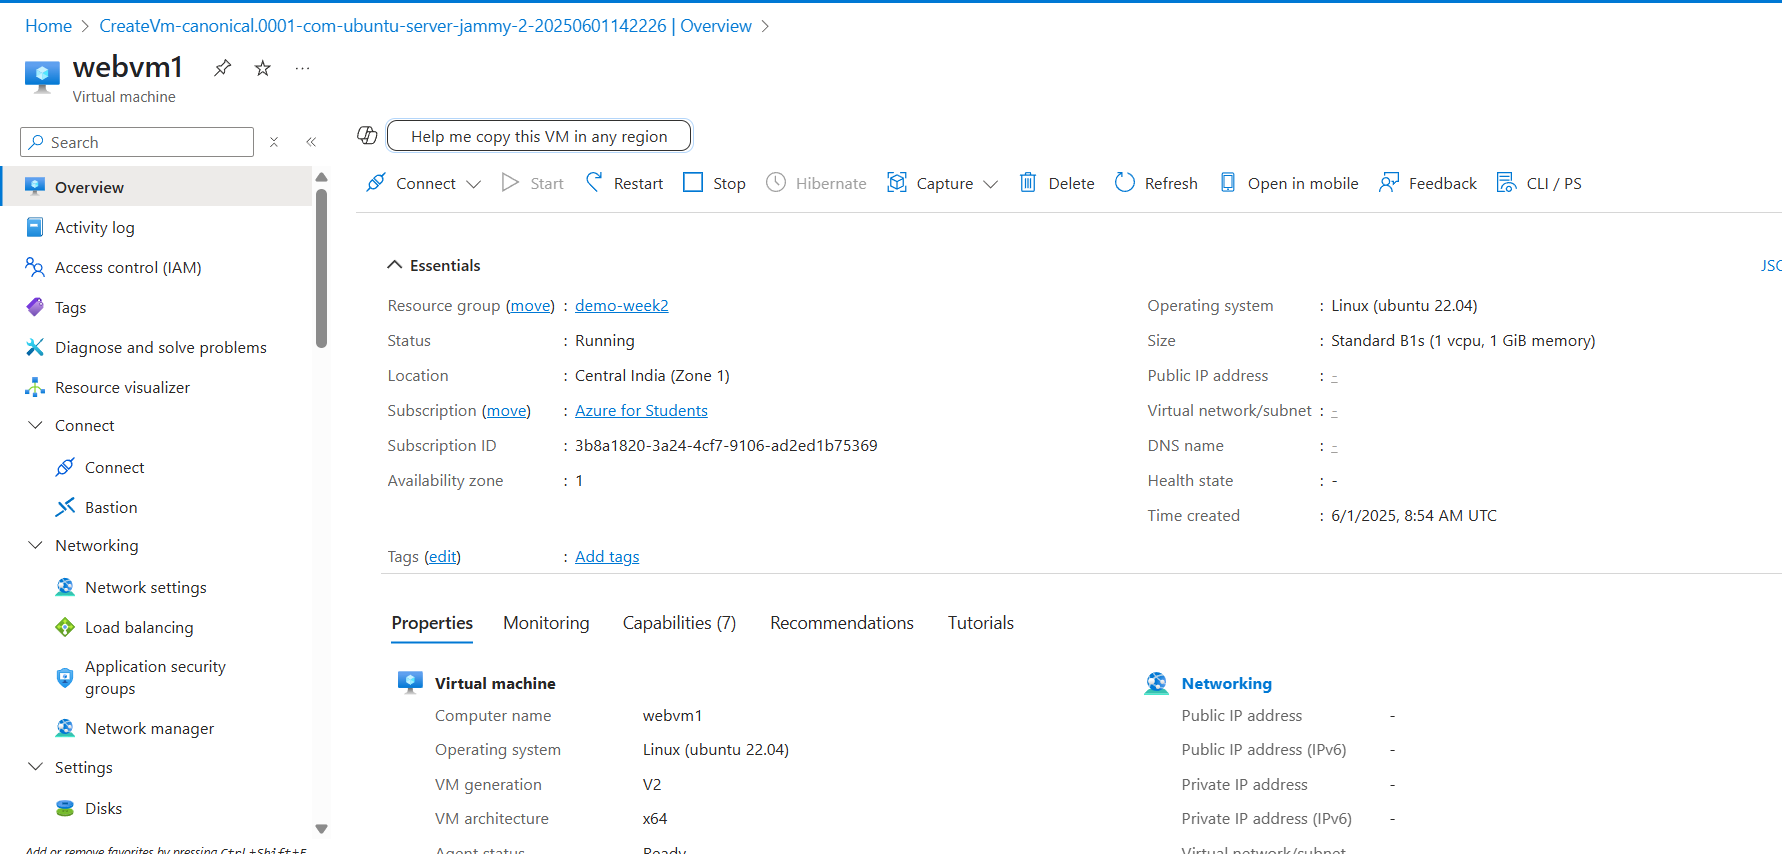 Home > CreateVm-canonical.0001-com-ubuntu-server-jammy-2-20250601142226 | Overview >
webvm1 ...
Virtual machine
Search
Help me copy this VM in any region
Connect Start Restart Stop Hibernate Capture Delete Refresh Open in mobile Feedback CLI / PS
Overview
Activity log
Access control (IAM)
Tags
Diagnose and solve problems
Resource visualizer
Connect
Connect
Bastion
Networking
Network settings
Load balancing
Application security
groups
Network manager
Settings
Disks
Add or remove favorites by pressing Ctrl+Shift+F
Essentials
Resource group (move) : demo-week2
Status : Running
Location : Central India (Zone 1)
Subscription (move) : Azure for Students
Subscription ID : 3b8a1820-3a24-4cf7-9106-ad2ed1b75369
Availability zone : 1
Operating system : Linux (ubuntu 22.04)
Size : Standard B1s (1 vcpu, 1 GiB memory)
Public IP address : -
Virtual network/subnet : -
DNS name : -
Health state : -
Time created : 6/1/2025, 8:54 AM UTC
Tags (edit) : Add tags
Properties Monitoring Capabilities (7) Recommendations Tutorials
Virtual machine
Computer name webvm1
Operating system Linux (ubuntu 22.04)
VM generation V2
VM architecture x64
Agent status Ready
Networking
Public IP address -
Public IP address (IPv6) -
Private IP address -
Private IP address (IPv6) -
Virtual network/subnet